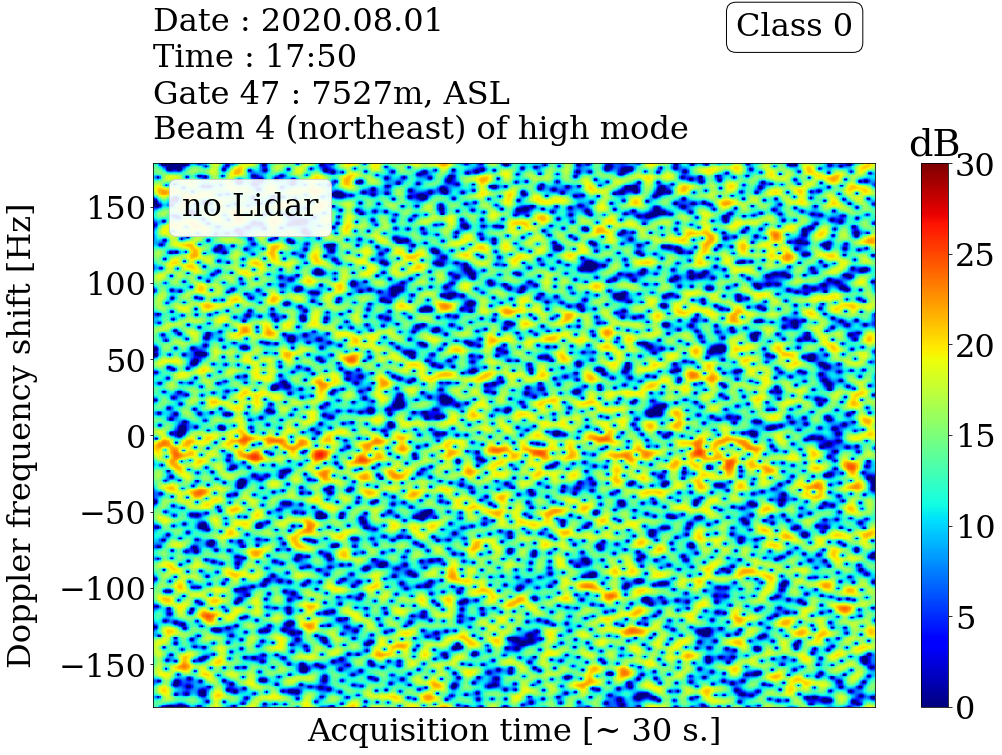 Date : 2020.08.01
Time : 17:50
Gate 47 : 7527m, ASL
Beam 4 (northeast) of high mode
Class 0
dB
no Lidar
Doppler frequency shift [Hz]
150
100
50
0
−50
−100
−150
30
25
20
15
10
5
0
Acquisition time [~ 30 s.]